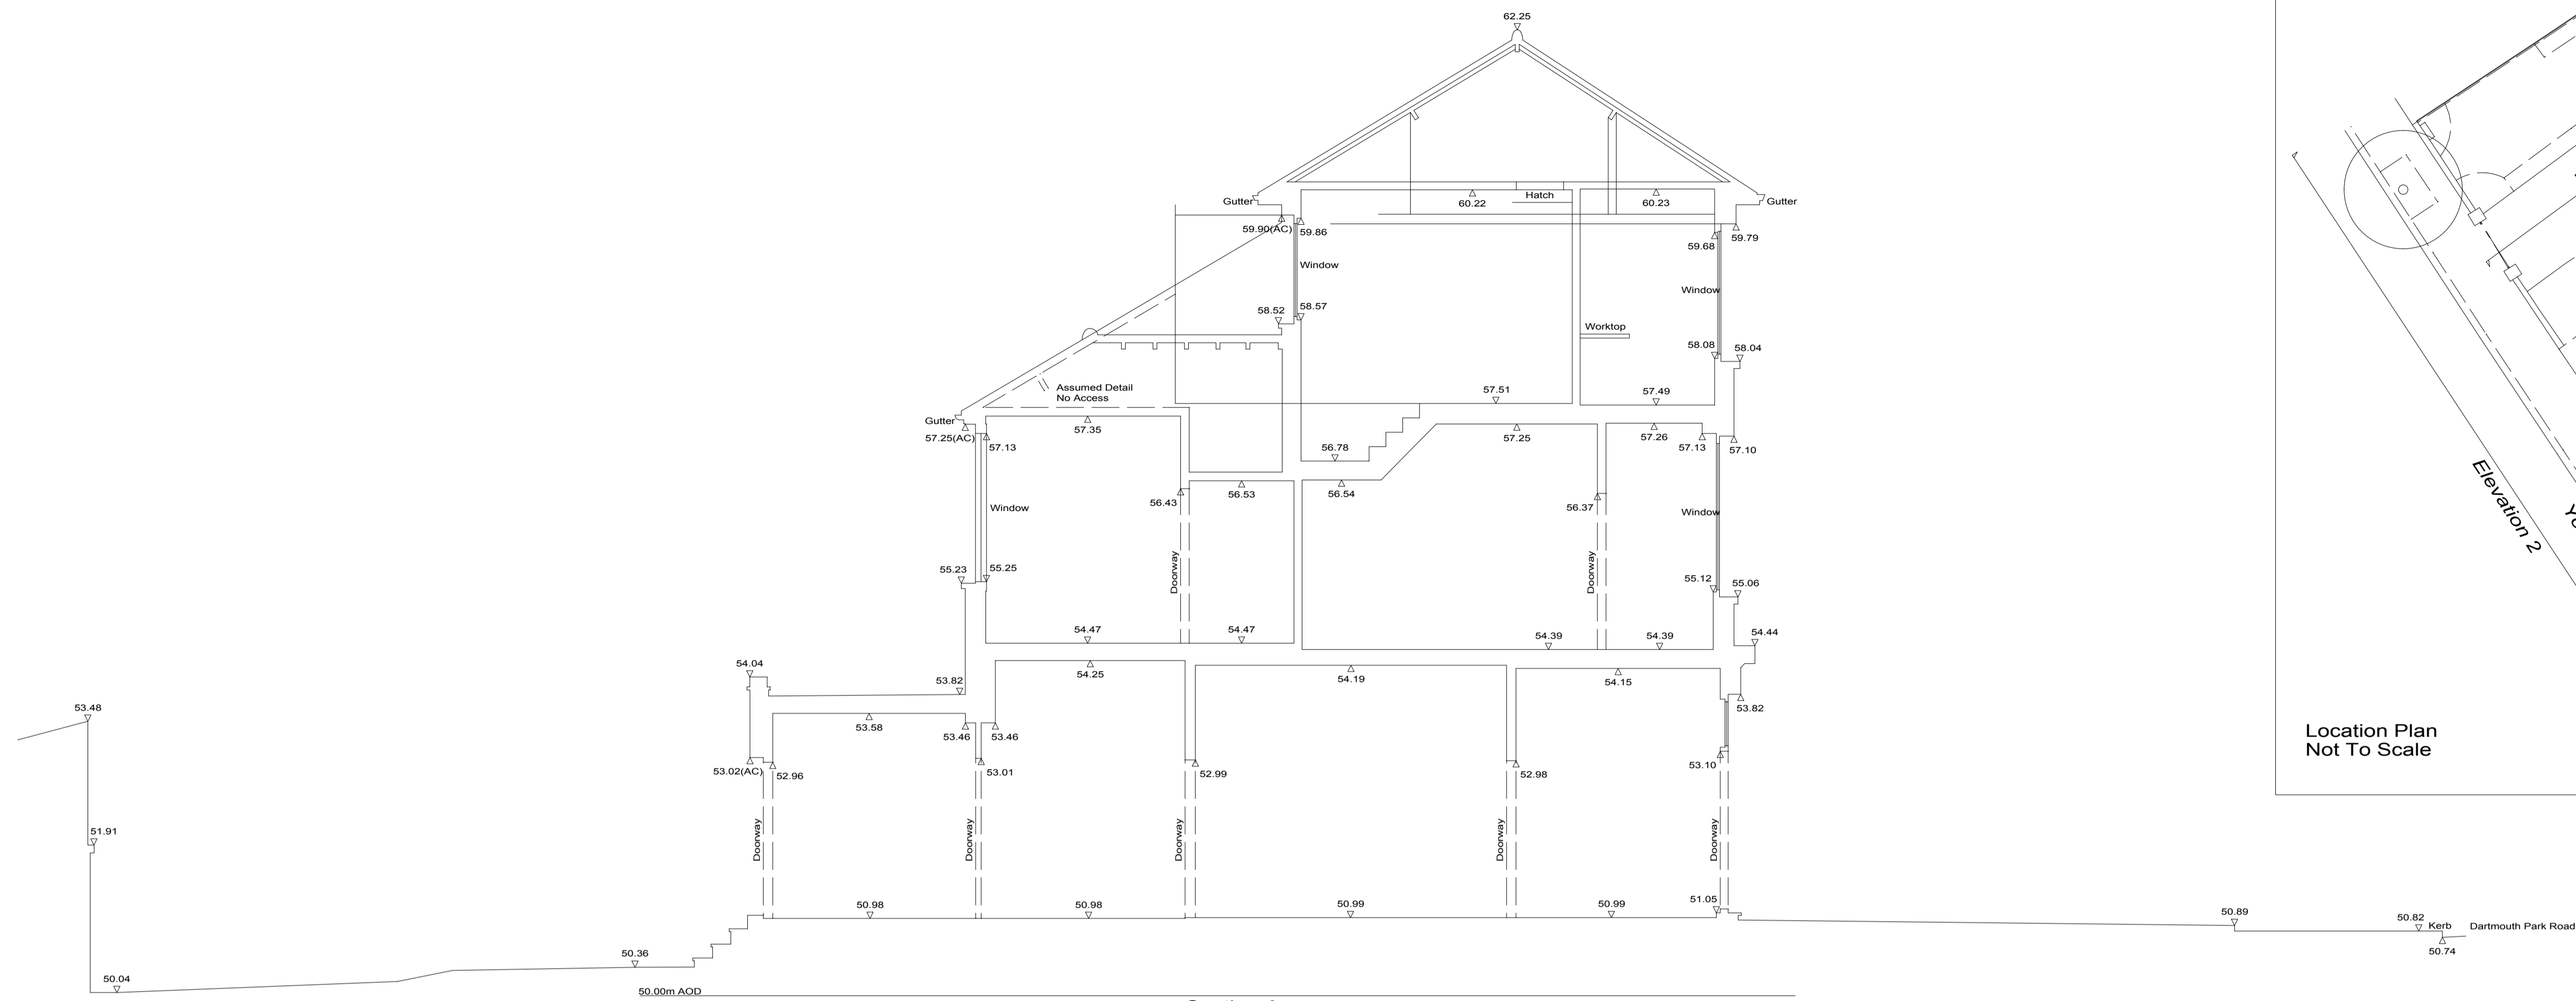 62.25
Gutter
60.22
Hatch
60.23
Gutter
59.90(AC)
59.86
59.68
59.79
Window
Window
58.52
58.57
Worktop
58.08
58.04
Assumed Detail
No Access
57.51
57.49
Gutter
57.25(AC)
57.35
57.13
57.25
57.26
57.13
57.10
56.78
56.43
56.53
56.54
56.37
Window
Window
Doorway
Doorway
55.23
55.25
55.12
55.06
54.47
54.47
54.39
54.39
54.44
54.04
53.82
54.25
54.19
54.15
53.48
53.58
53.46
53.46
53.82
53.02(AC)
52.96
53.01
52.99
52.98
53.10
51.91
Doorway
Doorway
Doorway
Doorway
Doorway
50.98
50.98
50.99
50.99
51.05
50.89
50.82
Kerb
Dartmouth Park Road
50.74
50.36
50.04
50.00m AOD
Elevation 2
Location Plan
Not To Scale